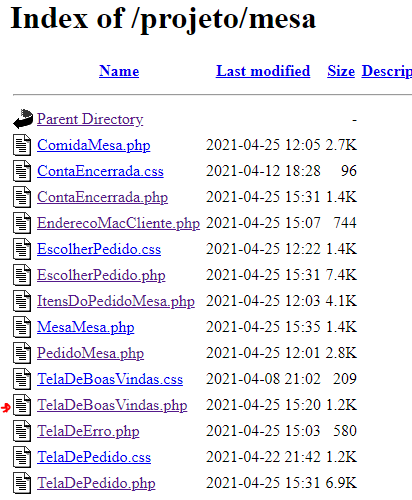 Index of /projeto/mesa
Name Last modified Size Descrip
Parent Directory -
ComidaMesa.php 2021-04-25 12:05 2.7K
ContaEncerrada.css 2021-04-12 18:28 96
ContaEncerrada.php 2021-04-25 15:31 1.4K
EnderecoMacCliente.php 2021-04-25 15:07 744
EscolherPedido.css 2021-04-25 12:22 1.4K
EscolherPedido.php 2021-04-25 15:31 7.4K
ItensDoPedidoMesa.php 2021-04-25 12:03 4.1K
MesaMesa.php 2021-04-25 15:35 1.4K
PedidoMesa.php 2021-04-25 12:01 2.8K
TelaDeBoasVindas.css 2021-04-08 21:02 209
TelaDeBoasVindas.php 2021-04-25 15:20 1.2K
TelaDeErro.php 2021-04-25 15:03 580
TelaDePedido.css 2021-04-22 21:42 1.2K
TelaDePedido.php 2021-04-25 15:31 6.9K